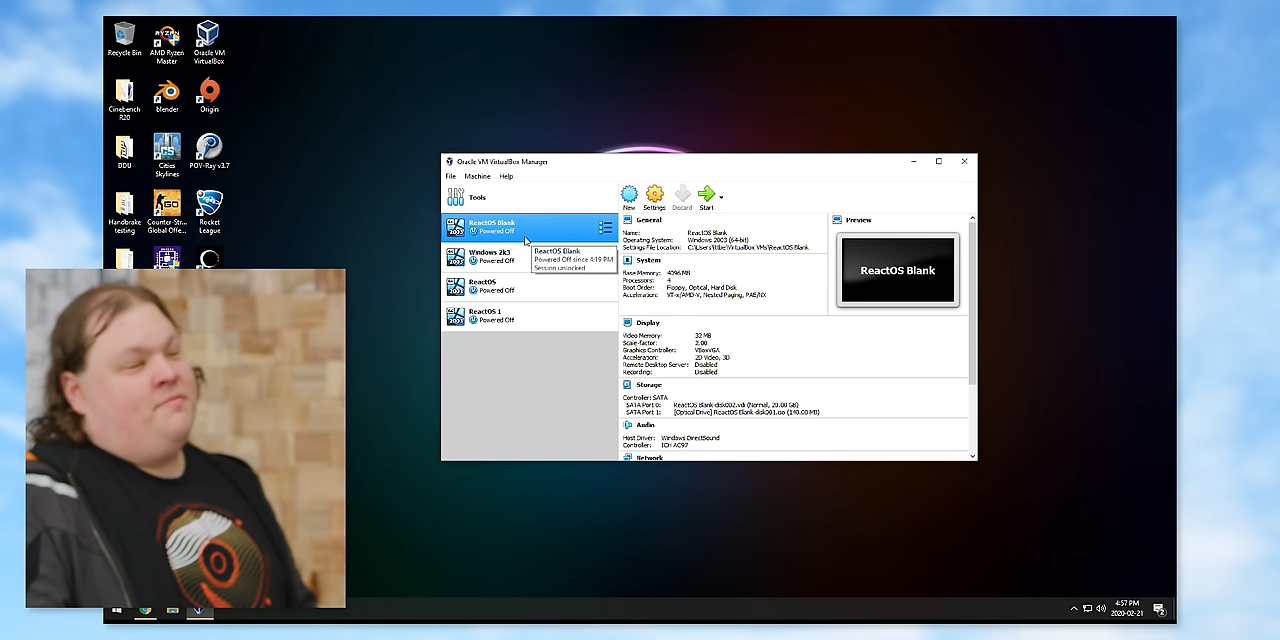 Recycle Bin
AMD Ryzen Master
Oracle VM VirtualBox
Cinebench R20
blender
Origin
DDU
Cities Skylines
POV-Ray v3.7
Handbrake testing
Counter-Str... Global Offe...
Rocket League
Oracle VM VirtualBox Manager
File Machine Help
Tools
New Settings Discard Start
ReactOS Blank
Powered Off
Windows 2k3
Powered Off
ReactOS
Powered Off
ReactOS 1
Powered Off
ReactOS Blank
Powered Off since 4:19 PM
Session unlocked
General
Name: ReactOS Blank
Operating System: Windows 2003 (64-bit)
Settings File Location: C:\Users\ltbe\VirtualBox VMs\ReactOS Blank
System
Base Memory: 4096 MB
Processors: 4
Boot Order: Floppy, Optical, Hard Disk
Acceleration: VT-x/AMD-V, Nested Paging, PAE/NX
Preview
ReactOS Blank
Display
Video Memory: 32 MB
Scale-factor: 2.00
Graphics Controller: VBoxVGA
Acceleration: 2D Video, 3D
Remote Desktop Server: Disabled
Recording: Disabled
Storage
Controller: SATA
SATA Port 0: ReactOS Blank-disk002.vdi (Normal, 20.00 GB)
SATA Port 1: [Optical Drive] ReactOS Blank-disk001.iso (140.00 MB)
Audio
Host Driver: Windows DirectSound
Controller: ICH AC97
Network
4:57 PM
2020-02-21